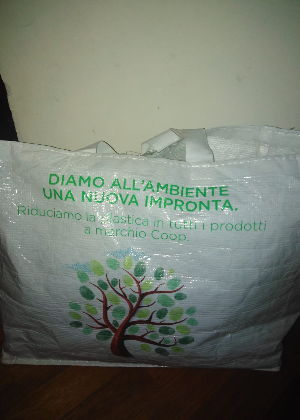 DIAMO ALL'AMBIENTE
UNA NUOVA IMPRONTA.
Riduciamo la plastica in tutti i prodotti
a marchio Coop.